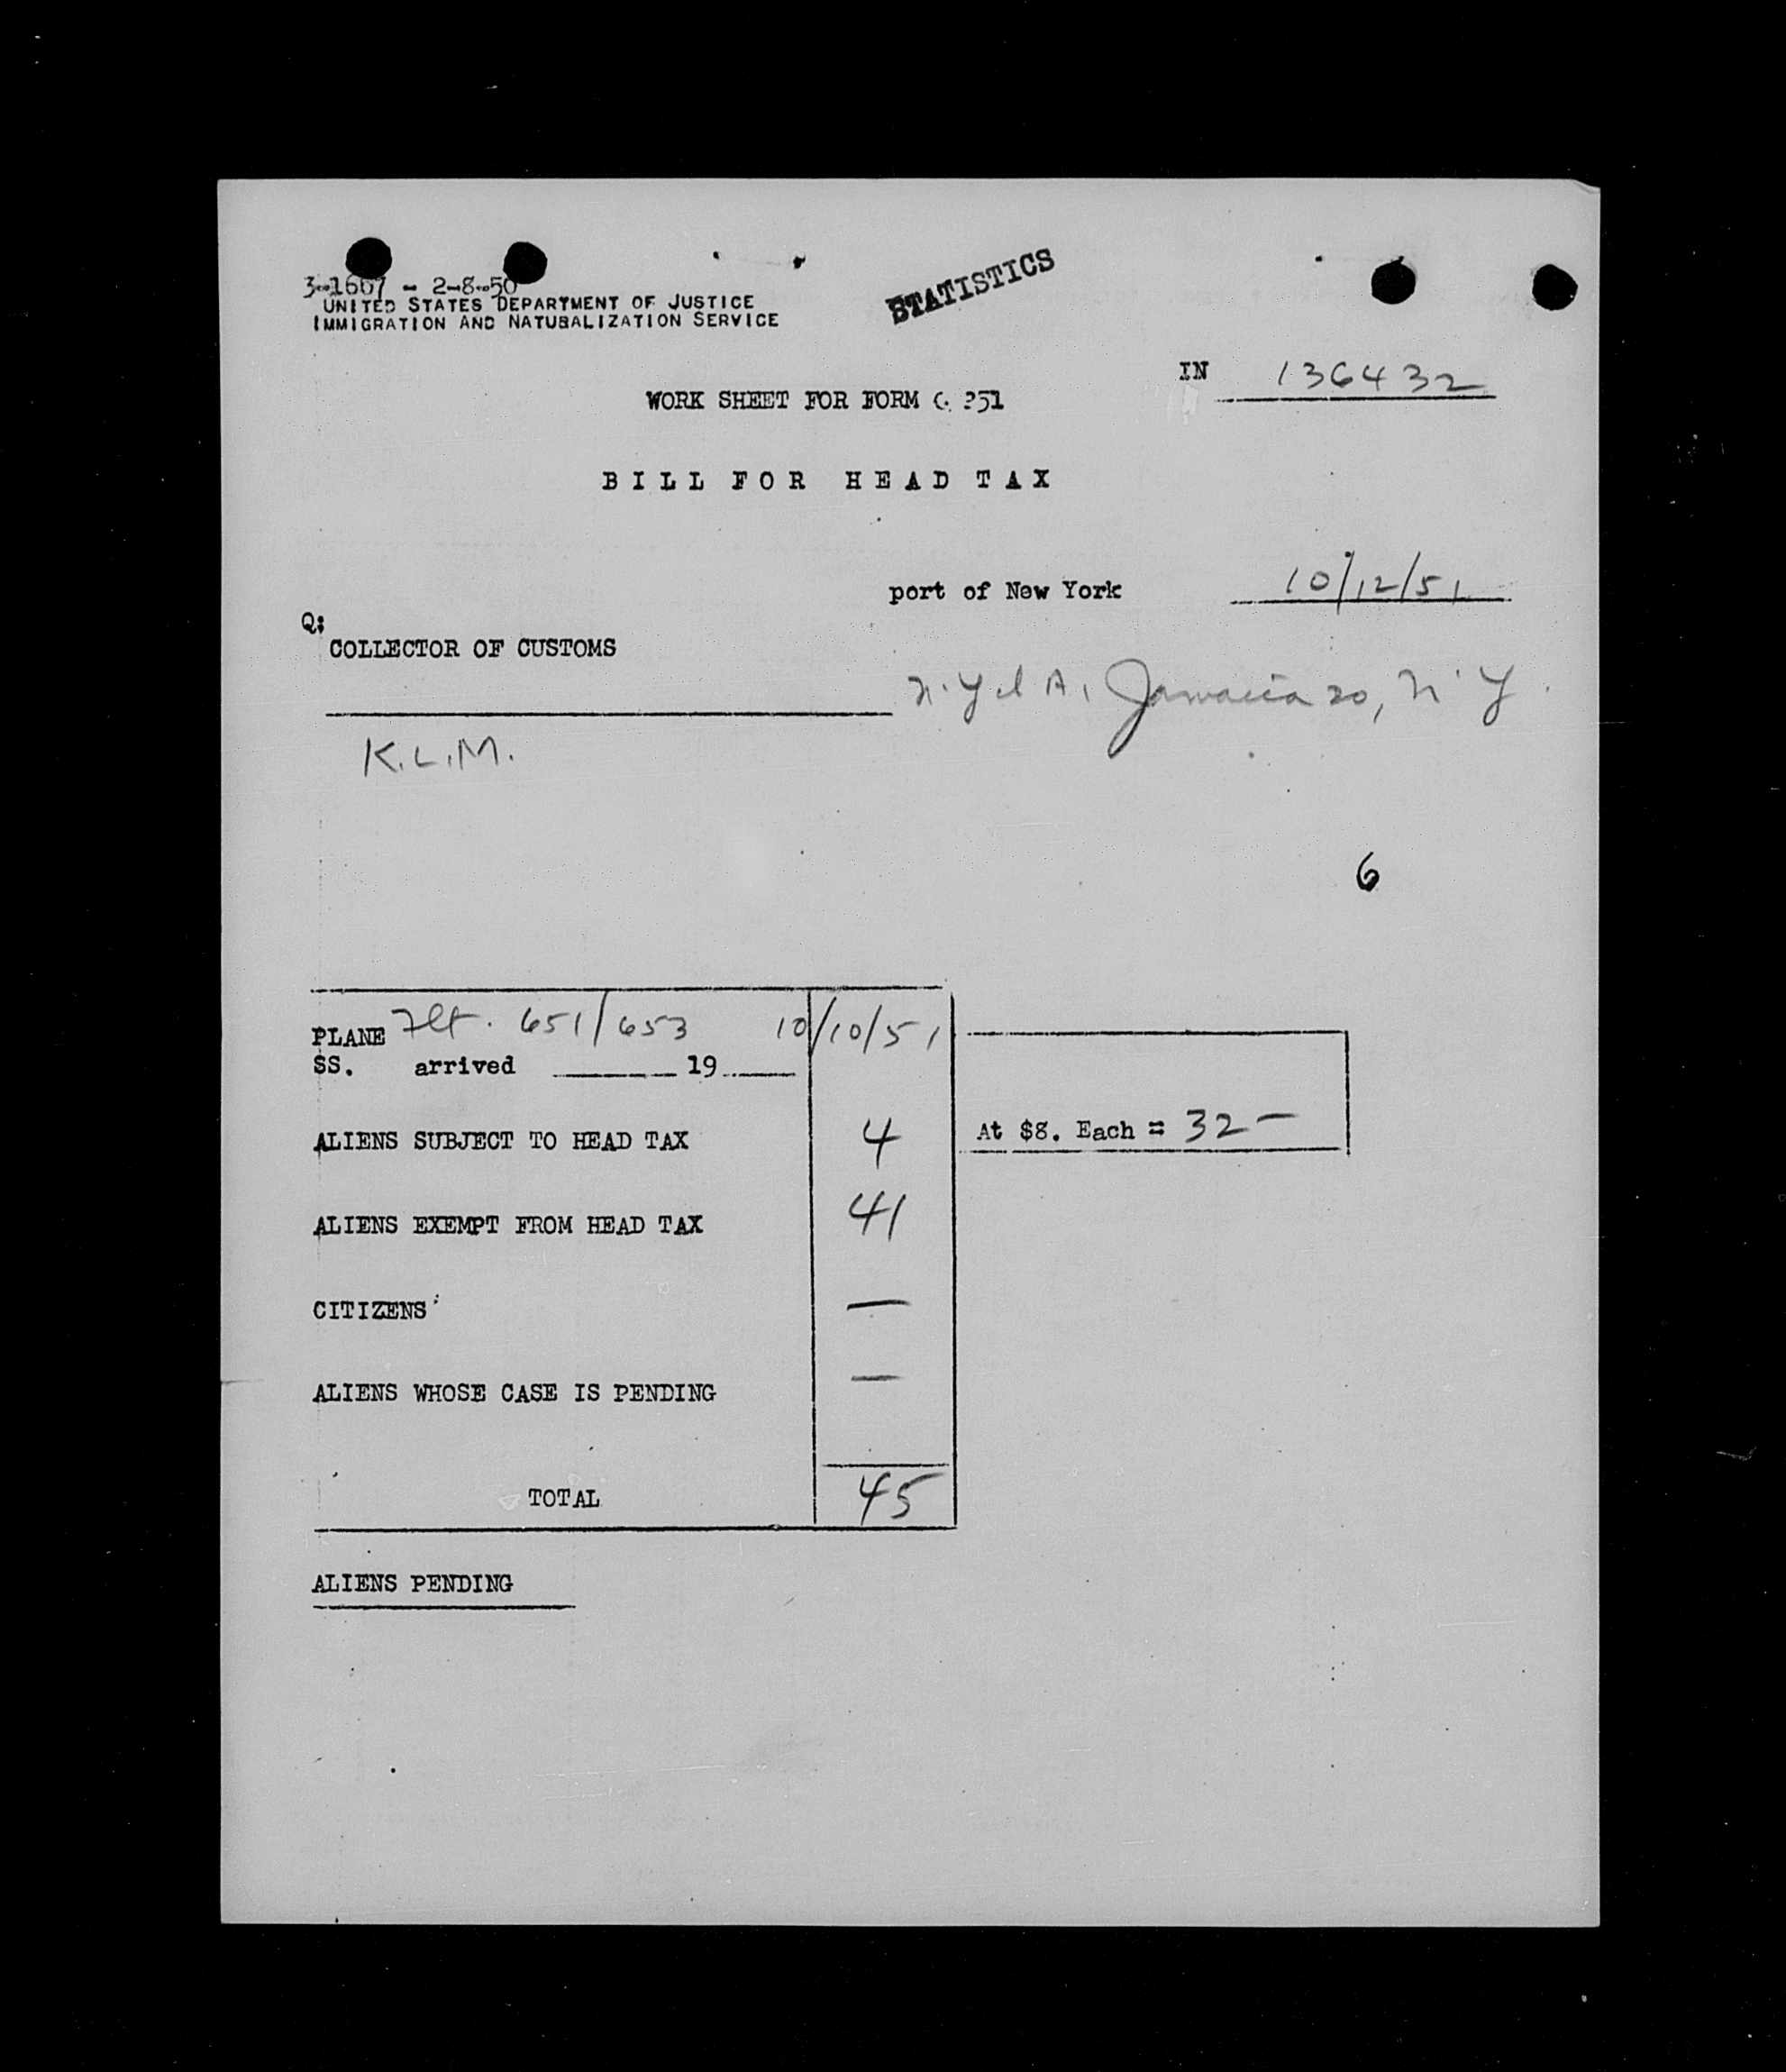 3-1667 - 2-8-50
UNITED STATES DEPARTMENT OF JUSTICE
IMMIGRATION AND NATURALIZATION SERVICE
STATISTICS
IN 136432
WORK SHEET FOR FORM 
BILL FOR HEAD TAX
port of New York 10/12/51
COLLECTOR OF CUSTOMS
Jamaica 20, N.Y.
K.L.M.
6
PLANE Flt. 651/653 10/10/51
SS. arrived 19
ALIENS SUBJECT TO HEAD TAX 4 At $8. Each = 32 -
ALIENS EXEMPT FROM HEAD TAX 41
CITIZENS —
ALIENS WHOSE CASE IS PENDING —
TOTAL 45
ALIENS PENDING